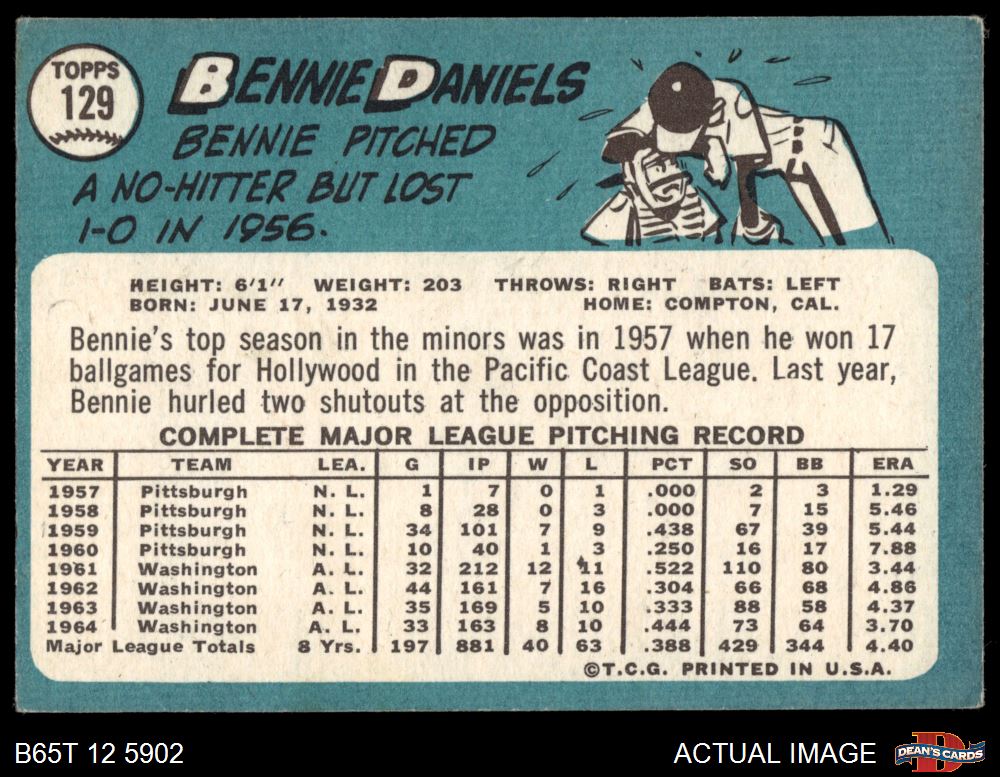 TOPPS
129
BENNIE DANIELS
BENNIE PITCHED
A NO-HITTER BUT LOST
1-0 IN 1956.
HEIGHT: 6'1" WEIGHT: 203 THROWS: RIGHT BATS: LEFT
BORN: JUNE 17, 1932 HOME: COMPTON, CAL.
Bennie's top season in the minors was in 1957 when he won 17
ballgames for Hollywood in the Pacific Coast League. Last year,
Bennie hurled two shutouts at the opposition.
COMPLETE MAJOR LEAGUE PITCHING RECORD
YEAR TEAM LEA. G IP W L PCT SO BB ERA
1957 Pittsburgh N. L. 1 7 0 1 .000 2 3 1.29
1958 Pittsburgh N. L. 8 28 0 3 .000 7 15 5.46
1959 Pittsburgh N. L. 34 101 7 9 .438 67 39 5.44
1960 Pittsburgh N. L. 10 40 1 3 .250 16 17 7.88
1961 Washington A. L. 32 212 12 11 .522 110 80 3.44
1962 Washington A. L. 44 161 7 16 .304 66 68 4.86
1963 Washington A. L. 35 169 5 10 .333 88 58 4.37
1964 Washington A. L. 33 163 8 10 .444 73 64 3.70
Major League Totals 8 Yrs. 197 881 40 63 .388 429 344 4.40
©T.C.G. PRINTED IN U.S.A.
B65T 12 5902
ACTUAL IMAGE
D
DEAN'S CARDS